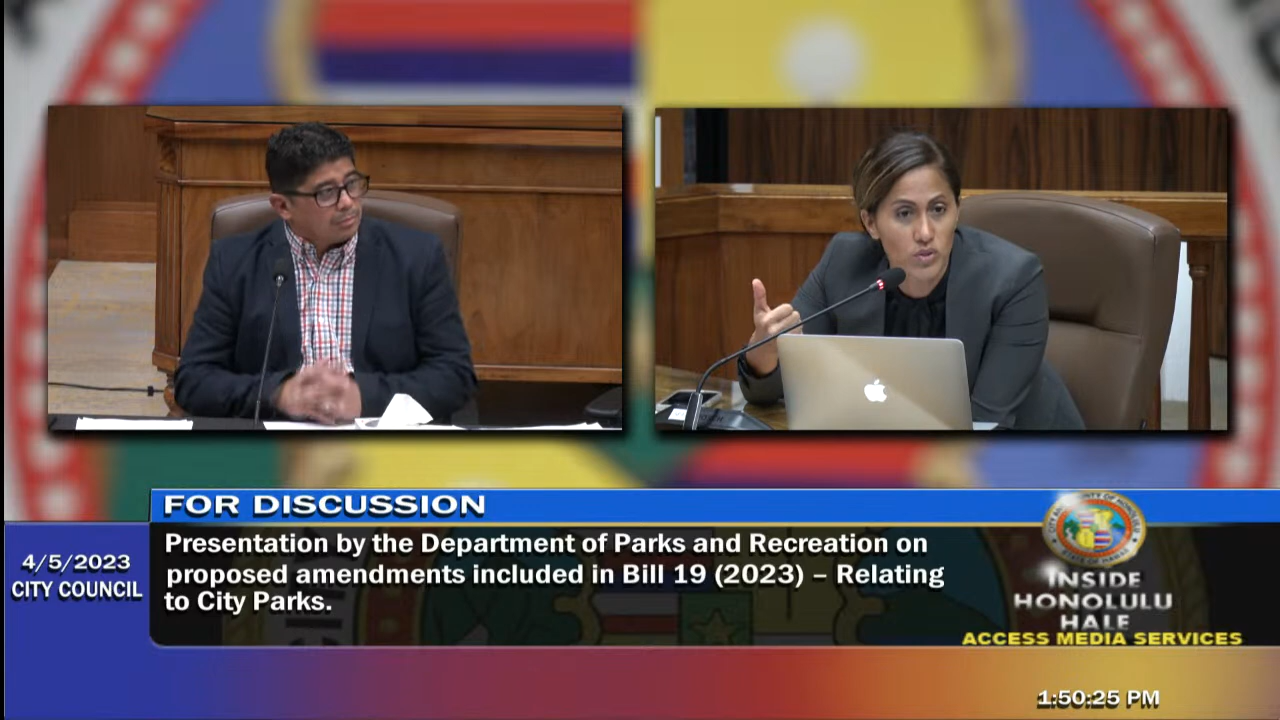 FOR DISCUSSION
4/5/2023
CITY COUNCIL
Presentation by the Department of Parks and Recreation on
proposed amendments included in Bill 19 (2023) – Relating
to City Parks.
INSIDE
HONOLULU
HALE
ACCESS MEDIA SERVICES
1:50:25 PM